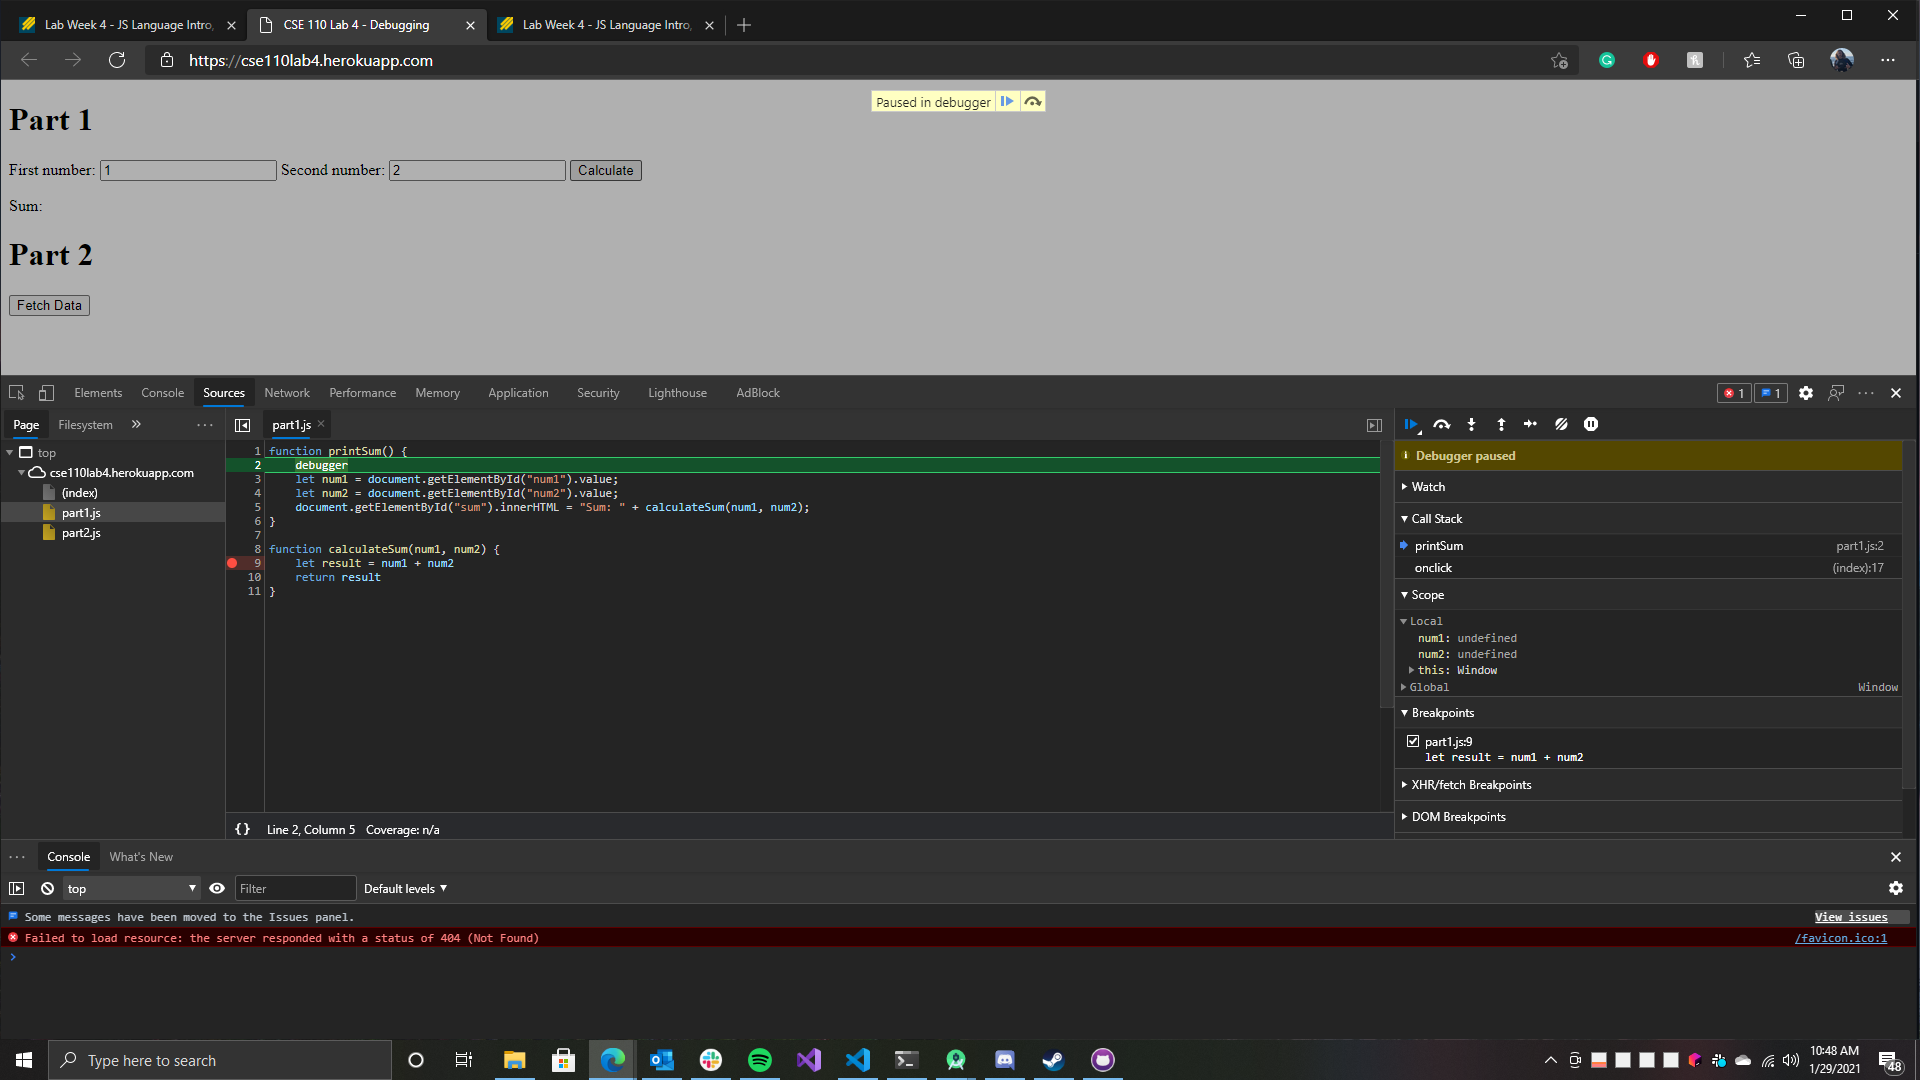 Lab Week 4 - JS Language Intro,
CSE 110 Lab 4 - Debugging
Lab Week 4 - JS Language Intro,
https://cse110lab4.herokuapp.com
Paused in debugger
Part 1
First number: 1 Second number: 2 Calculate
Sum:
Part 2
Fetch Data
Elements Console Sources Network Performance Memory Application Security Lighthouse AdBlock
1 1
Page Filesystem
top
cse110lab4.herokuapp.com
(index)
part1.js
part2.js
part1.js
1 function printSum() {
2 debugger
3 let num1 = document.getElementById("num1").value;
4 let num2 = document.getElementById("num2").value;
5 document.getElementById("sum").innerHTML = "Sum: " + calculateSum(num1, num2);
6 }
7
8 function calculateSum(num1, num2) {
9 let result = num1 + num2
10 return result
11 }
{} Line 2, Column 5 Coverage: n/a
Debugger paused
Watch
Call Stack
printSum part1.js:2
onclick (index):17
Scope
Local
num1: undefined
num2: undefined
this: Window
Global Window
Breakpoints
part1.js:9
let result = num1 + num2
XHR/fetch Breakpoints
DOM Breakpoints
Console What's New
top Filter Default levels
Some messages have been moved to the Issues panel. View issues
Failed to load resource: the server responded with a status of 404 (Not Found) /favicon.ico:1
Type here to search
10:48 AM
1/29/2021
48